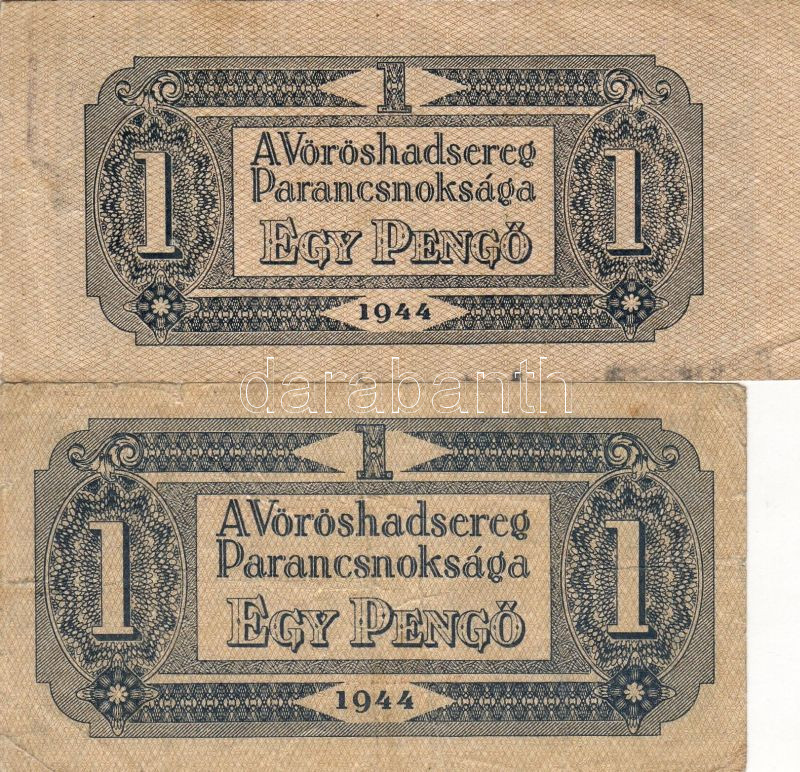 1
A Vöröshadsereg
Parancsnoksága
1 EGY PENGŐ 1
1944
darabanth
1
A Vöröshadsereg
Parancsnoksága
1 EGY PENGŐ 1
1944